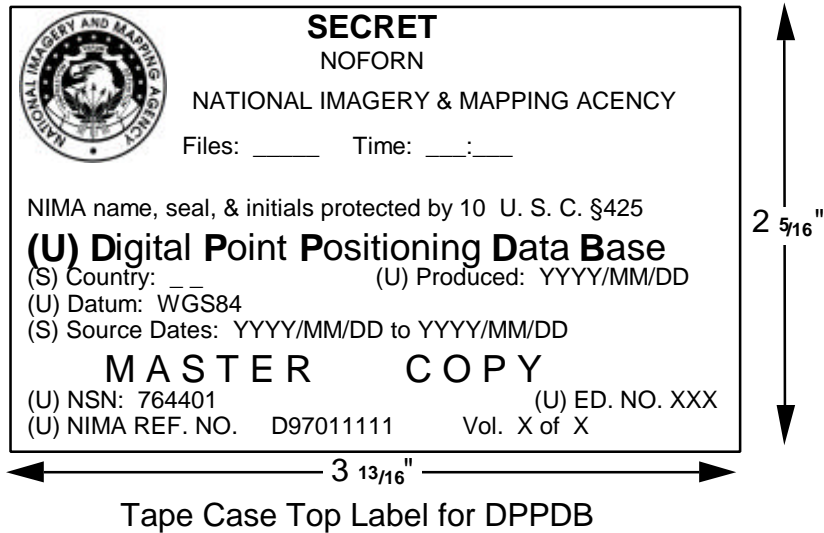 SECRET
NOFORN
NATIONAL IMAGERY AND MAPPING AGENCY
NATIONAL IMAGERY & MAPPING ACENCY
Files: _____ Time: ___:___
NIMA name, seal, & initials protected by 10 U. S. C. §425
(U) Digital Point Positioning Data Base
(S) Country: _ _ (U) Produced: YYYY/MM/DD
(U) Datum: WGS84
(S) Source Dates: YYYY/MM/DD to YYYY/MM/DD
MASTER COPY
(U) NSN: 764401 (U) ED. NO. XXX
(U) NIMA REF. NO. D97011111 Vol. X of X
2 5/16"
3 13/16"
Tape Case Top Label for DPPDB